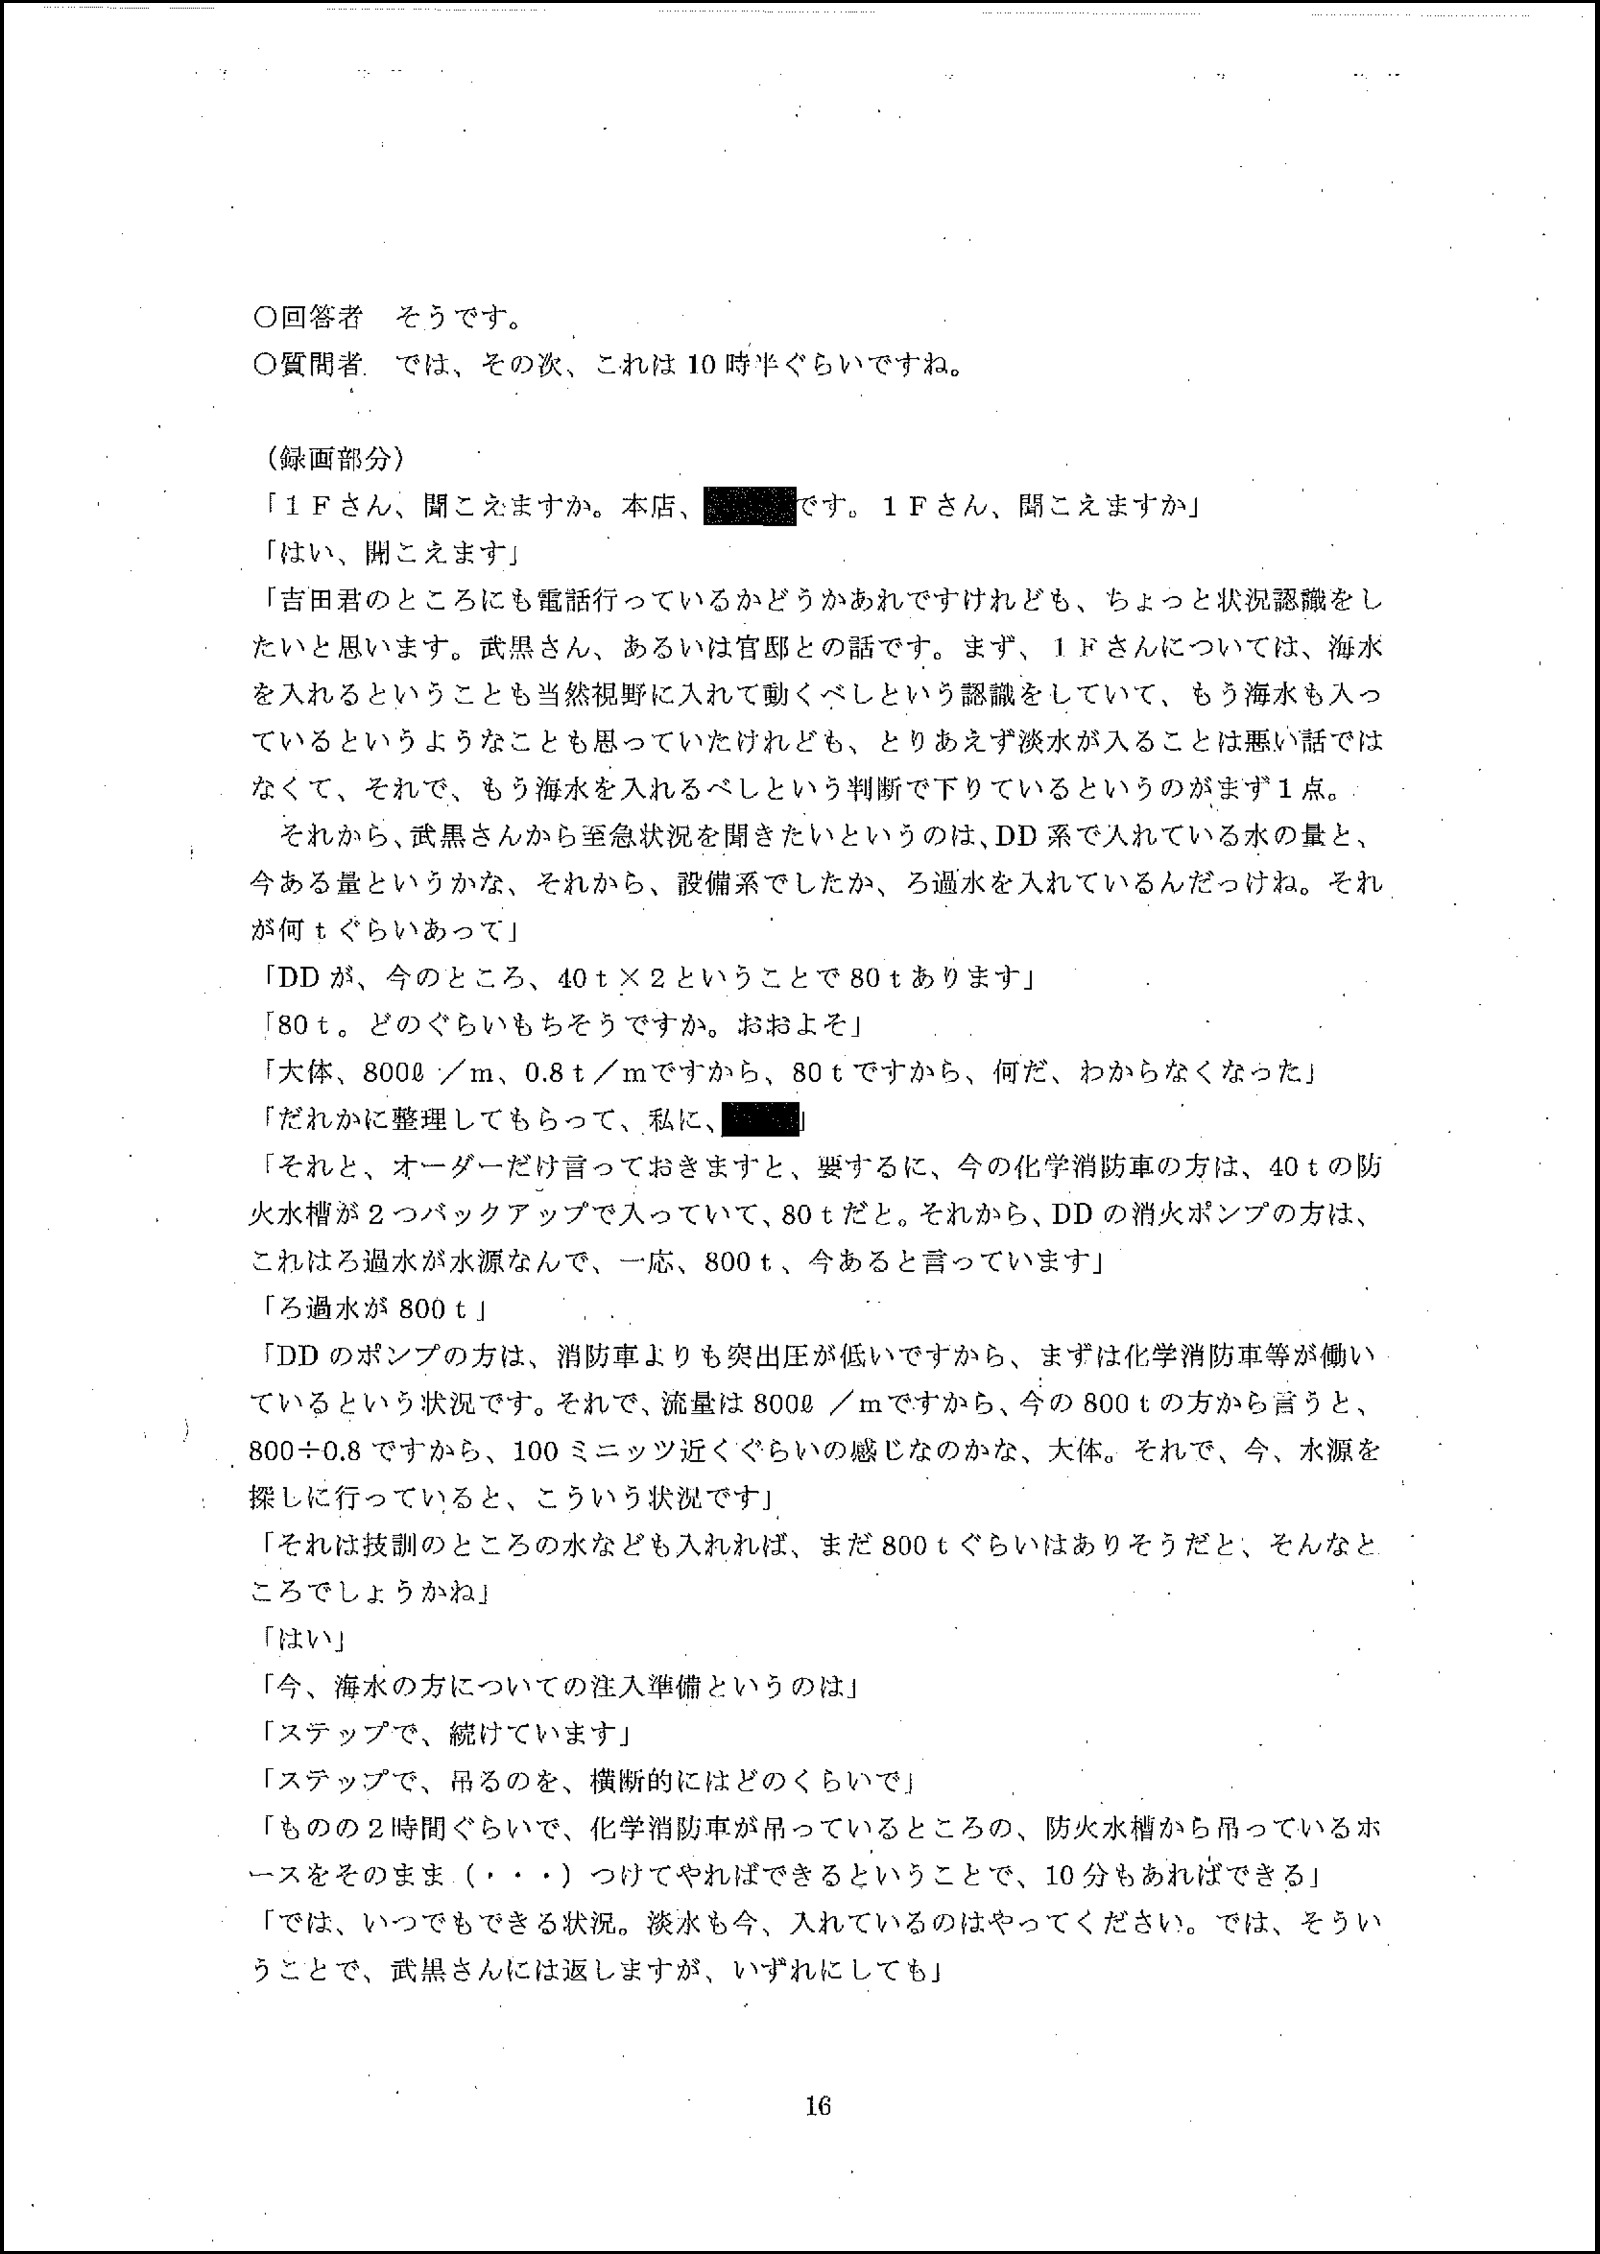 ○回答者　そうです。
○質問者　では、その次、これは 10 時半ぐらいですね。
（録画部分）
「１Ｆさん、聞こえますか。本店、です。１Ｆさん、聞こえますか」
「はい、聞こえます」
「吉田君のところにも電話行っているかどうかあれですけれども、ちょっと状況認識をし
たいと思います。武黒さん、あるいは官邸との話です。まず、１Ｆさんについては、海水
を入れるということも当然視野に入れて動くべしという認識をしていて、もう海水も入っ
ているというようなことも思っていたけれども、とりあえず淡水が入ることは悪い話では
なくて、それで、もう海水を入れるべしという判断で下りているというのがまず１点。
　それから、武黒さんから至急状況を聞きたいというのは、DD 系で入れている水の量と、
今ある量というかな、それから、設備系でしたか、ろ過水を入れているんだっけね。それ
が何ｔぐらいあって」
「DD が、今のところ、40ｔ×２ということで 80ｔあります」
「80ｔ。どのぐらいもちそうですか。おおよそ」
「大体、800ℓ／ｍ、0.8ｔ／ｍですから、80ｔですから、何だ、わからなくなった」
「だれかに整理してもらって、私に、」
「それと、オーダーだけ言っておきますと、要するに、今の化学消防車の方は、40ｔの防
火水槽が２つバックアップで入っていて、80ｔだと。それから、DD の消火ポンプの方は、
これはろ過水が水源なんで、一応、800ｔ、今あると言っています」
「ろ過水が 800ｔ」
「DD のポンプの方は、消防車よりも突出圧が低いですから、まずは化学消防車等が働い
ているという状況です。それで、流量は 800ℓ／ｍですから、今の 800ｔの方から言うと、
800÷0.8 ですから、100 ミニッツ近くぐらいの感じなのかな、大体。それで、今、水源を
探しに行っていると、こういう状況です」
「それは技訓のところの水なども入れれば、まだ 800ｔぐらいはありそうだと、そんなと
ころでしょうかね」
「はい」
「今、海水の方についての注入準備というのは」
「ステップで、続けています」
「ステップで、吊るのを、横断的にはどのくらいで」
「ものの２時間ぐらいで、化学消防車が吊っているところの、防火水槽から吊っているホ
ースをそのまま（・・・）つけてやればできるということで、10 分もあればできる」
「では、いつでもできる状況。淡水も今、入れているのはやってください。では、そうい
うことで、武黒さんには返しますが、いずれにしても」
16